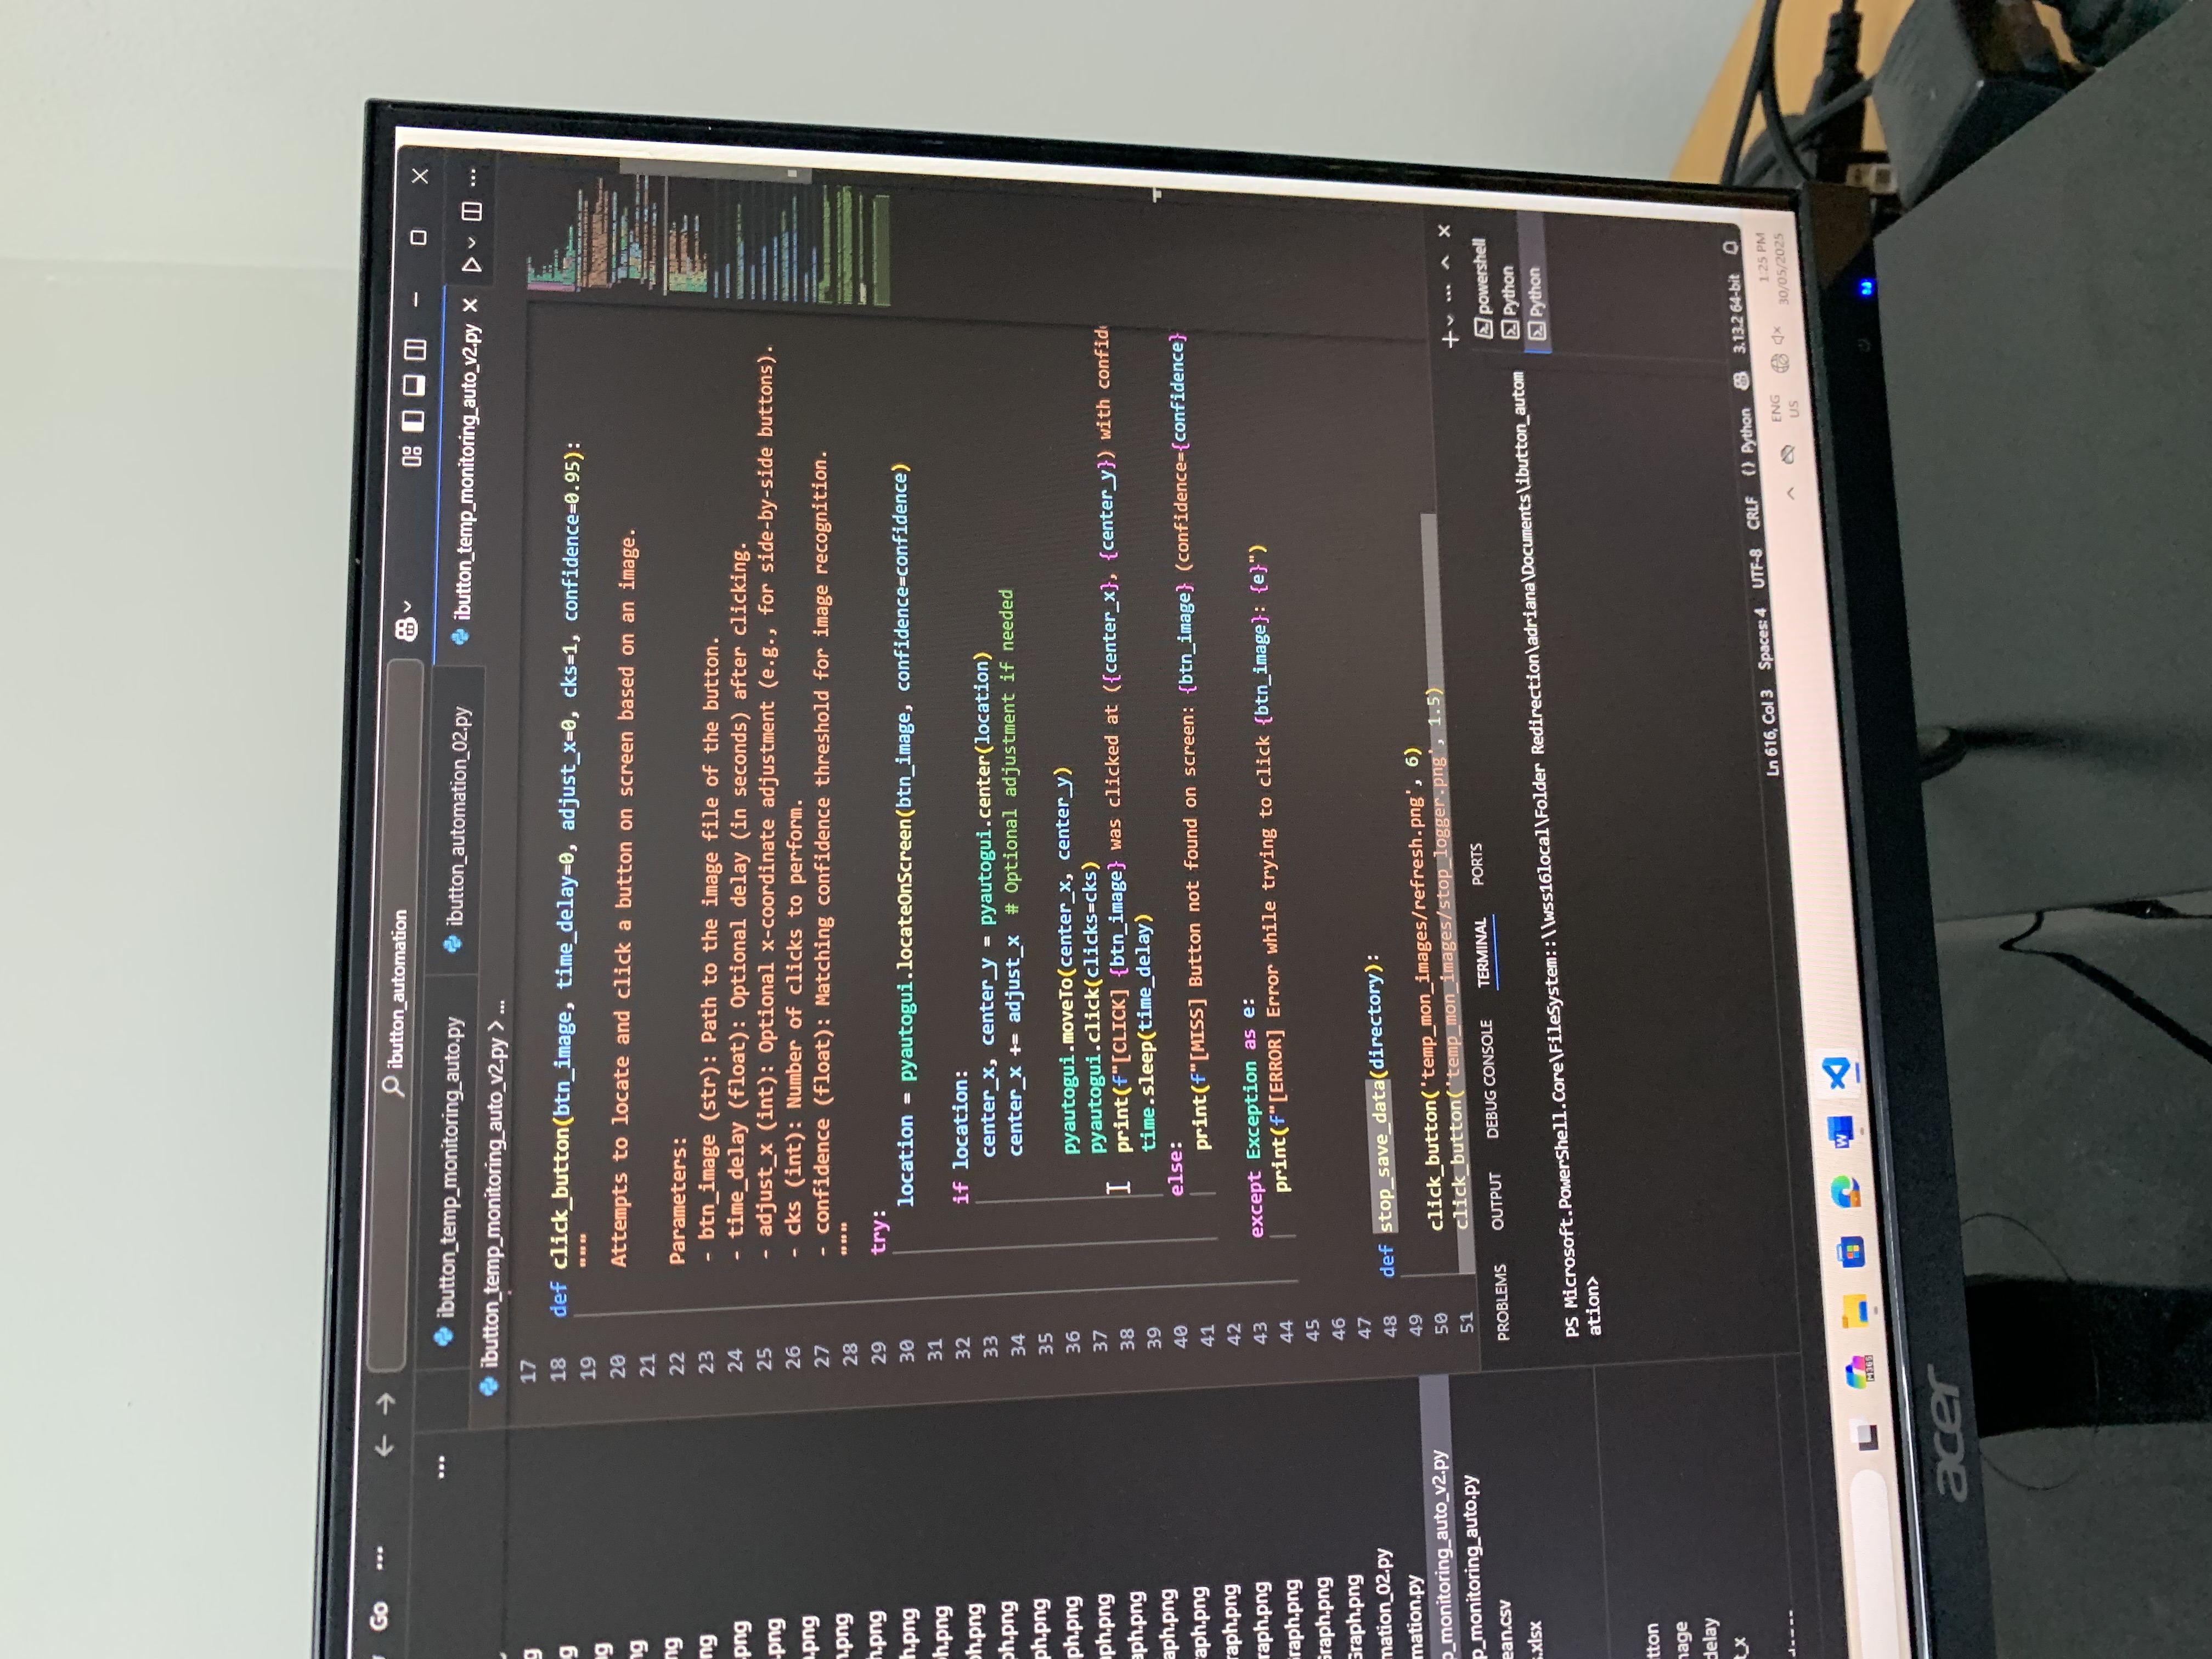 Go ...
ibutton_automation
...
ibutton_temp_monitoring_auto.py
ibutton_automation_02.py
ibutton_temp_monitoring_auto_v2.py
...
ibutton_temp_monitoring_auto_v2.py > ...
17
18 def click_button(btn_image, time_delay=0, adjust_x=0, cks=1, confidence=0.95):
19 """
20 Attempts to locate and click a button on screen based on an image.
21
22 Parameters:
23 - btn_image (str): Path to the image file of the button.
24 - time_delay (float): Optional delay (in seconds) after clicking.
25 - adjust_x (int): Optional x-coordinate adjustment (e.g., for side-by-side buttons).
26 - cks (int): Number of clicks to perform.
27 - confidence (float): Matching confidence threshold for image recognition.
28 """
29 try:
30 location = pyautogui.locateOnScreen(btn_image, confidence=confidence)
31
32 if location:
33 center_x, center_y = pyautogui.center(location)
34 center_x += adjust_x # Optional adjustment if needed
35
36 pyautogui.moveTo(center_x, center_y)
37 pyautogui.click(clicks=cks)
38 print(f"[CLICK] {btn_image} was clicked at ({center_x}, {center_y}) with confid
39 time.sleep(time_delay)
40 else:
41 print(f"[MISS] Button not found on screen: {btn_image} (confidence={confidence}
42
43 except Exception as e:
44 print(f"[ERROR] Error while trying to click {btn_image}: {e}")
45
46
47
48 def stop_save_data(directory):
49
50 click_button('temp_mon_images/refresh.png', 6)
51 click_button('temp_mon_images/stop_logger.png', 1.5)
g
g
ng
ng
ng
ng
.png
.png
.png
.png
h.png
h.png
h.png
oh.png
ph.png
ph.png
ph.png
aph.png
aph.png
aph.png
raph.png
raph.png
raph.png
Graph.png
Graph.png
Graph.png
mation_02.py
mation.py
p_monitoring_auto_v2.py
p_monitoring_auto.py
ean.csv
.xlsx
tton
nage
delay
t_x
PROBLEMS OUTPUT DEBUG CONSOLE TERMINAL PORTS
PS Microsoft.PowerShell.Core\FileSystem::\\wss16local\Folder Redirection\adriana\Documents\ibutton_autom
ation>
powershell
Python
Python
Ln 616, Col 3 Spaces: 4 UTF-8 CRLF {} Python 3.13.2 64-bit
ENG
US
1:25 PM
30/05/2025
M365
W
acer